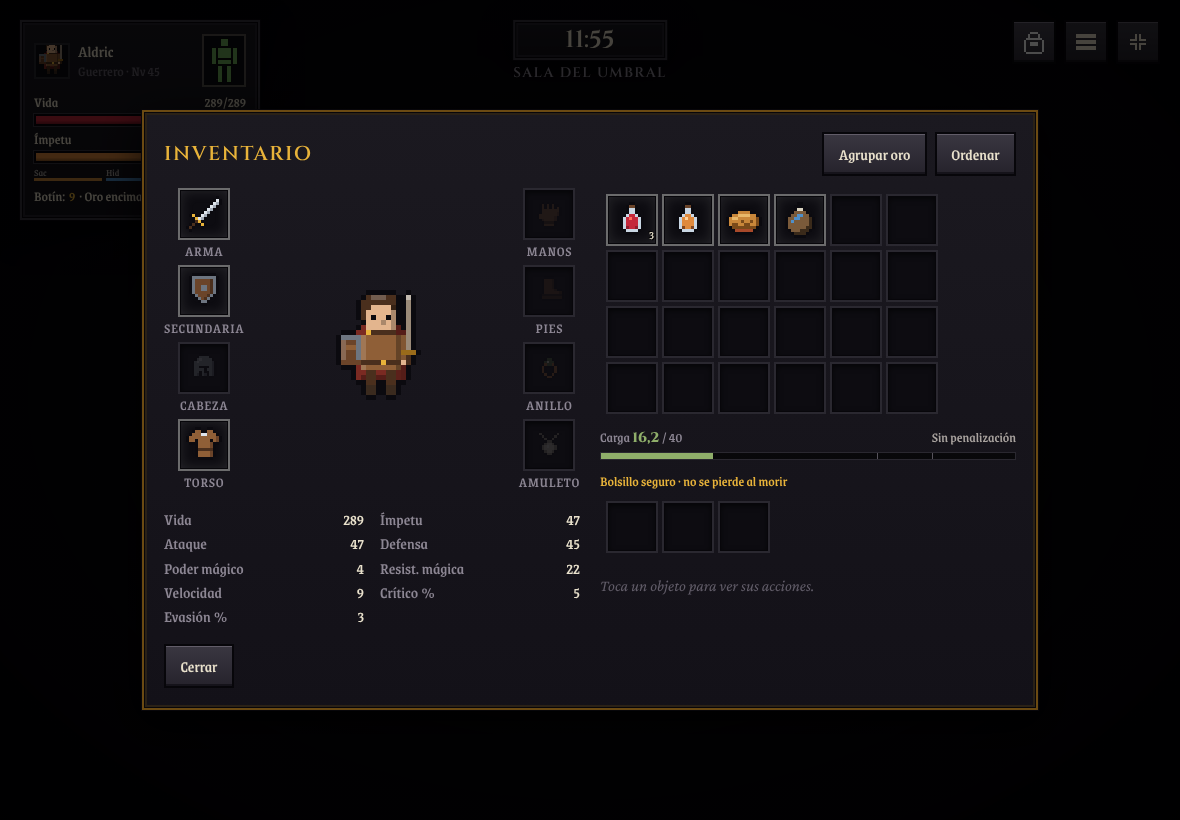 Aldric
Guerrero · Nv 45
Vida 289/289
Ímpetu
Sac Hid
Botín: 9 · Oro encimo
11:55
SALA DEL UMBRAL
INVENTARIO
Agrupar oro
Ordenar
ARMA
SECUNDARIA
CABEZA
TORSO
MANOS
PIES
ANILLO
AMULETO
3
Carga 16,2 / 40
Sin penalización
Bolsillo seguro · no se pierde al morir
Toca un objeto para ver sus acciones.
Vida 289 Ímpetu 47
Ataque 47 Defensa 45
Poder mágico 4 Resist. mágica 22
Velocidad 9 Crítico % 5
Evasión % 3
Cerrar